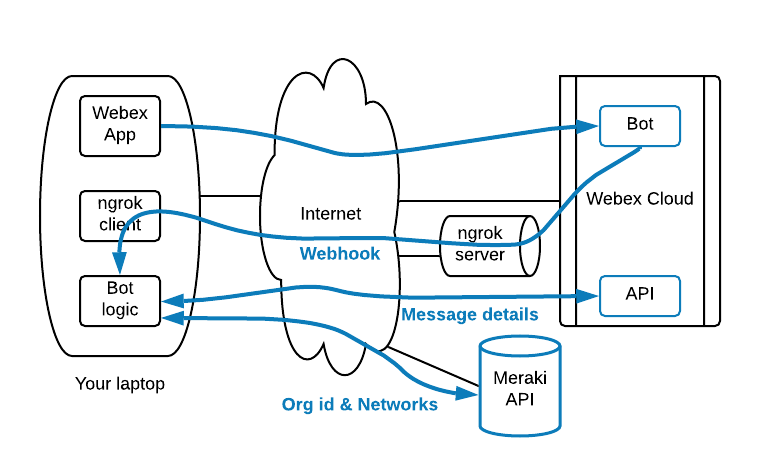 Webex
App
Bot
ngrok
client
Webex Cloud
Internet
ngrok
server
Webhook
Bot
logic
API
Message details
Your laptop
Meraki
API
Org id & Networks